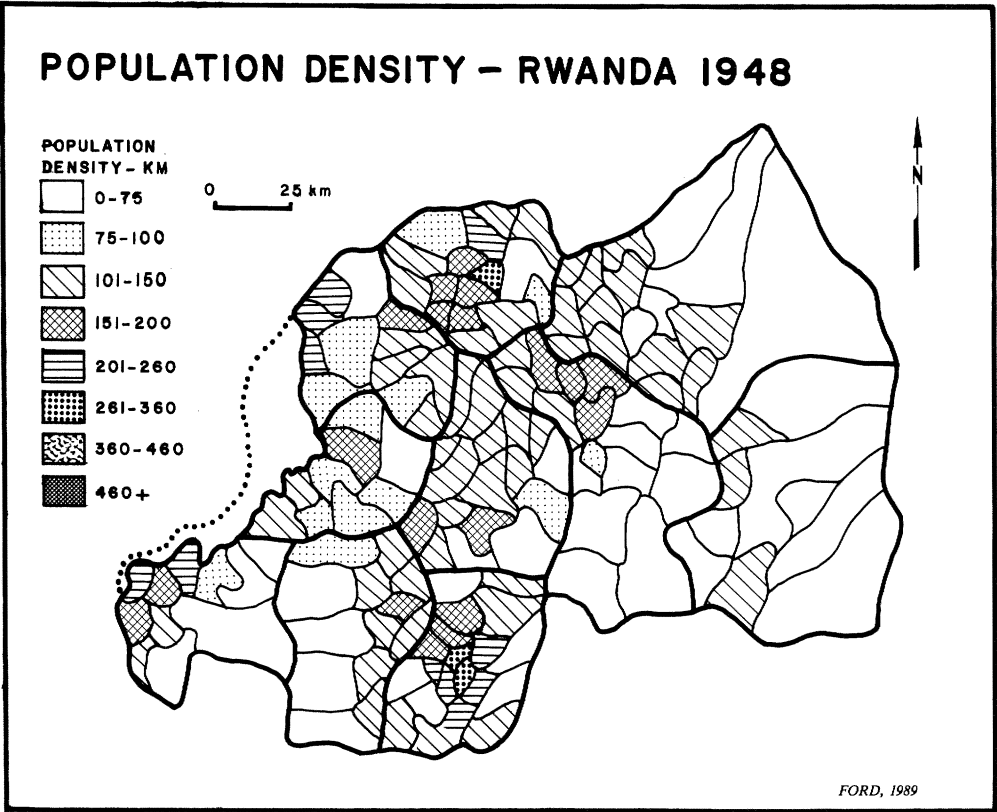 POPULATION DENSITY – RWANDA 1948
POPULATION
DENSITY – KM
0-75
75-100
101-150
151-200
201-260
261-360
360-460
460+
0 25 km
N
FORD, 1989